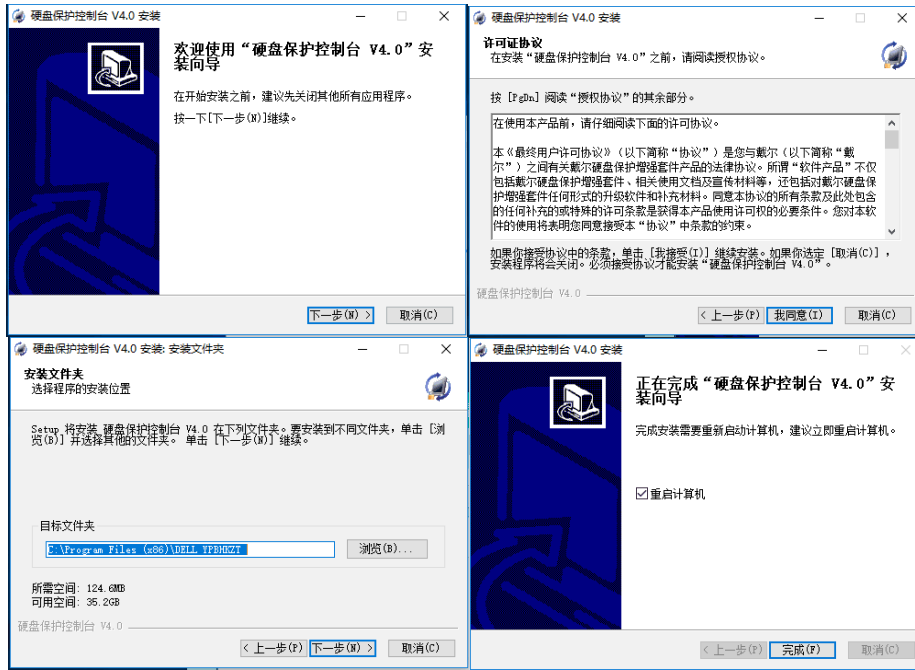 硬盘保护控制台 V4.0 安装
欢迎使用“硬盘保护控制台 V4.0”安
装向导
在开始安装之前，建议先关闭其他所有应用程序。
按一下[下一步(N)]继续。
下一步(N) >
取消(C)
硬盘保护控制台 V4.0 安装
许可证协议
在安装“硬盘保护控制台 V4.0”之前，请阅读授权协议。
按 [PgDn] 阅读“授权协议”的其余部分。
在使用本产品前，请仔细阅读下面的许可协议。
本《最终用户许可协议》（以下简称“协议”）是您与戴尔（以下简称“戴
尔”）之间有关戴尔硬盘保护增强套件产品的法律协议。所谓“软件产品”不仅
包括戴尔硬盘保护增强套件、相关使用文档及宣传材料等，还包括对戴尔硬盘保
护增强套件任何形式的升级软件和补充材料。同意本协议的所有条款及此处包含
的任何补充的或特殊的许可条款是获得本产品使用许可权的必要条件。您对本软
件的使用将表明您同意接受本“协议”中条款的约束。
如果你接受协议中的条款，单击 [我接受(I)] 继续安装。如果你选定 [取消(C)] ，
安装程序将会关闭。必须接受协议才能安装“硬盘保护控制台 V4.0”。
硬盘保护控制台 V4.0
< 上一步(P)
我同意(I)
取消(C)
硬盘保护控制台 V4.0 安装: 安装文件夹
安装文件夹
选择程序的安装位置
Setup 将安装 硬盘保护控制台 V4.0 在下列文件夹。要安装到不同文件夹，单击 [浏
览(B)] 并选择其他的文件夹。 单击 [下一步(N)] 继续。
目标文件夹
C:\Program Files (x86)\DELL YPBHKZT
浏览(B)...
所需空间: 124.6MB
可用空间: 35.2GB
硬盘保护控制台 V4.0
< 上一步(P)
下一步(N) >
取消(C)
硬盘保护控制台 V4.0 安装
正在完成“硬盘保护控制台 V4.0”安
装向导
完成安装需要重新启动计算机，建议立即重启计算机。
重启计算机
< 上一步(P)
完成(F)
取消(C)